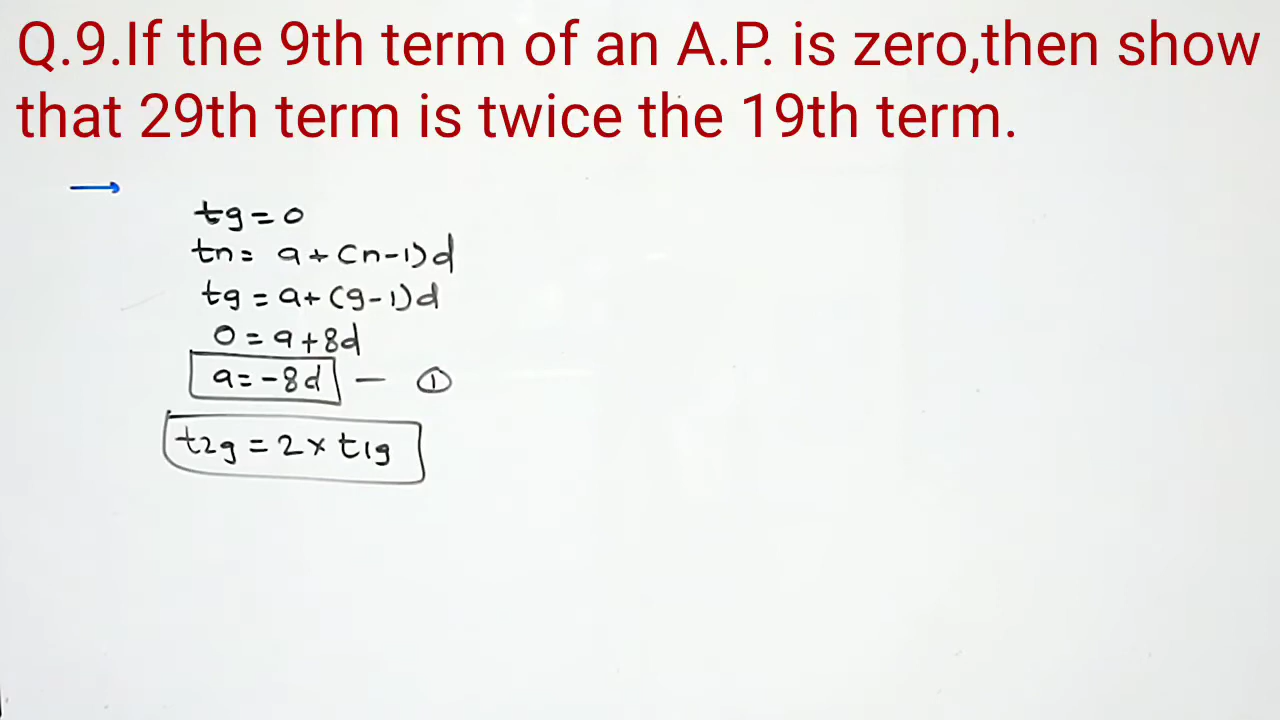 Q.9.If the 9th term of an A.P. is zero,then show
that 29th term is twice the 19th term.
t9 = 0
tn = a + (n-1)d
t9 = a + (9-1)d
0 = a + 8d
a = -8d — ①
t29 = 2 × t19